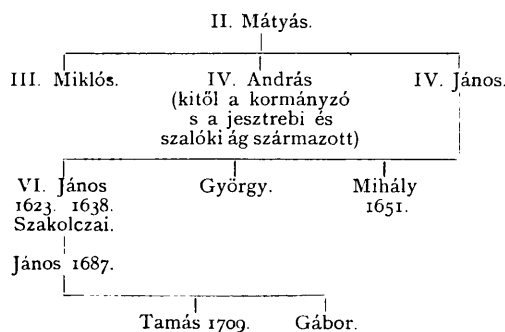 II. Mátyás.
III. Miklós. IV. András IV. János.
(kitől a kormányzó
s a jesztrebi és
szalóki ág származott)
VI. János György. Mihály
1623. 1638. 1651.
Szakolczai.
János 1687.
Tamás 1709. Gábor.